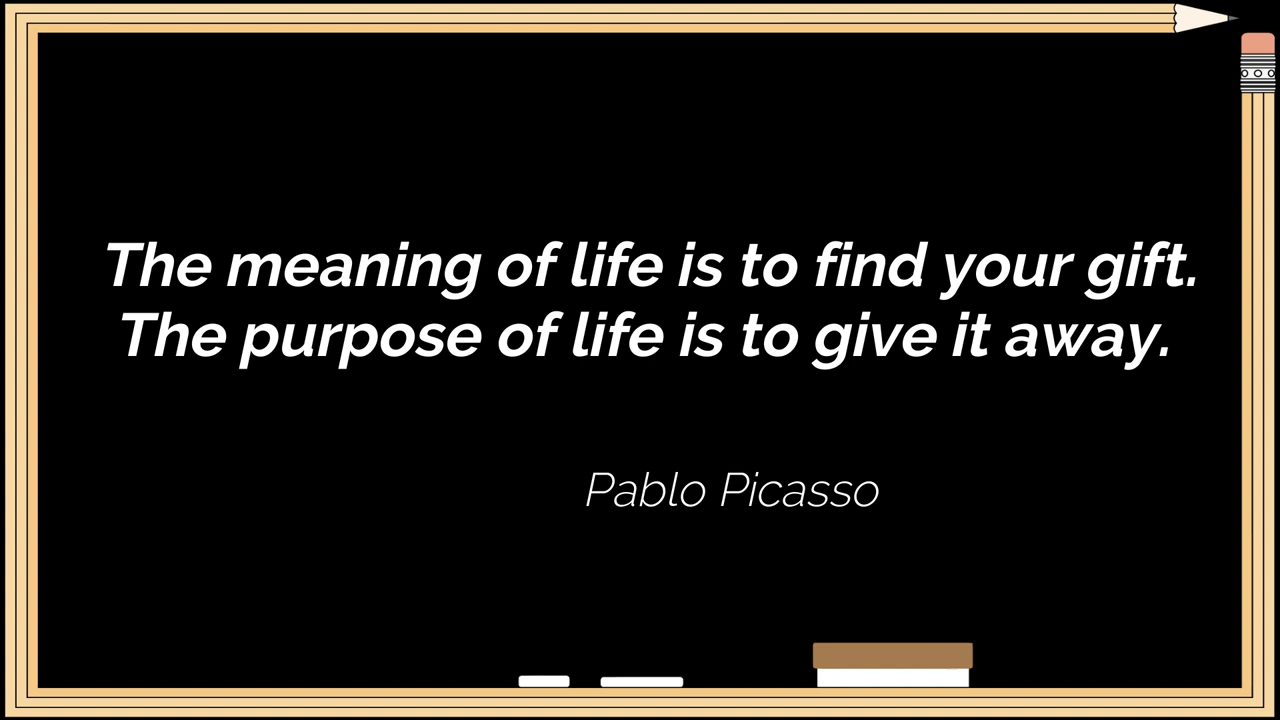 The meaning of life is to find your gift.
The purpose of life is to give it away.
Pablo Picasso